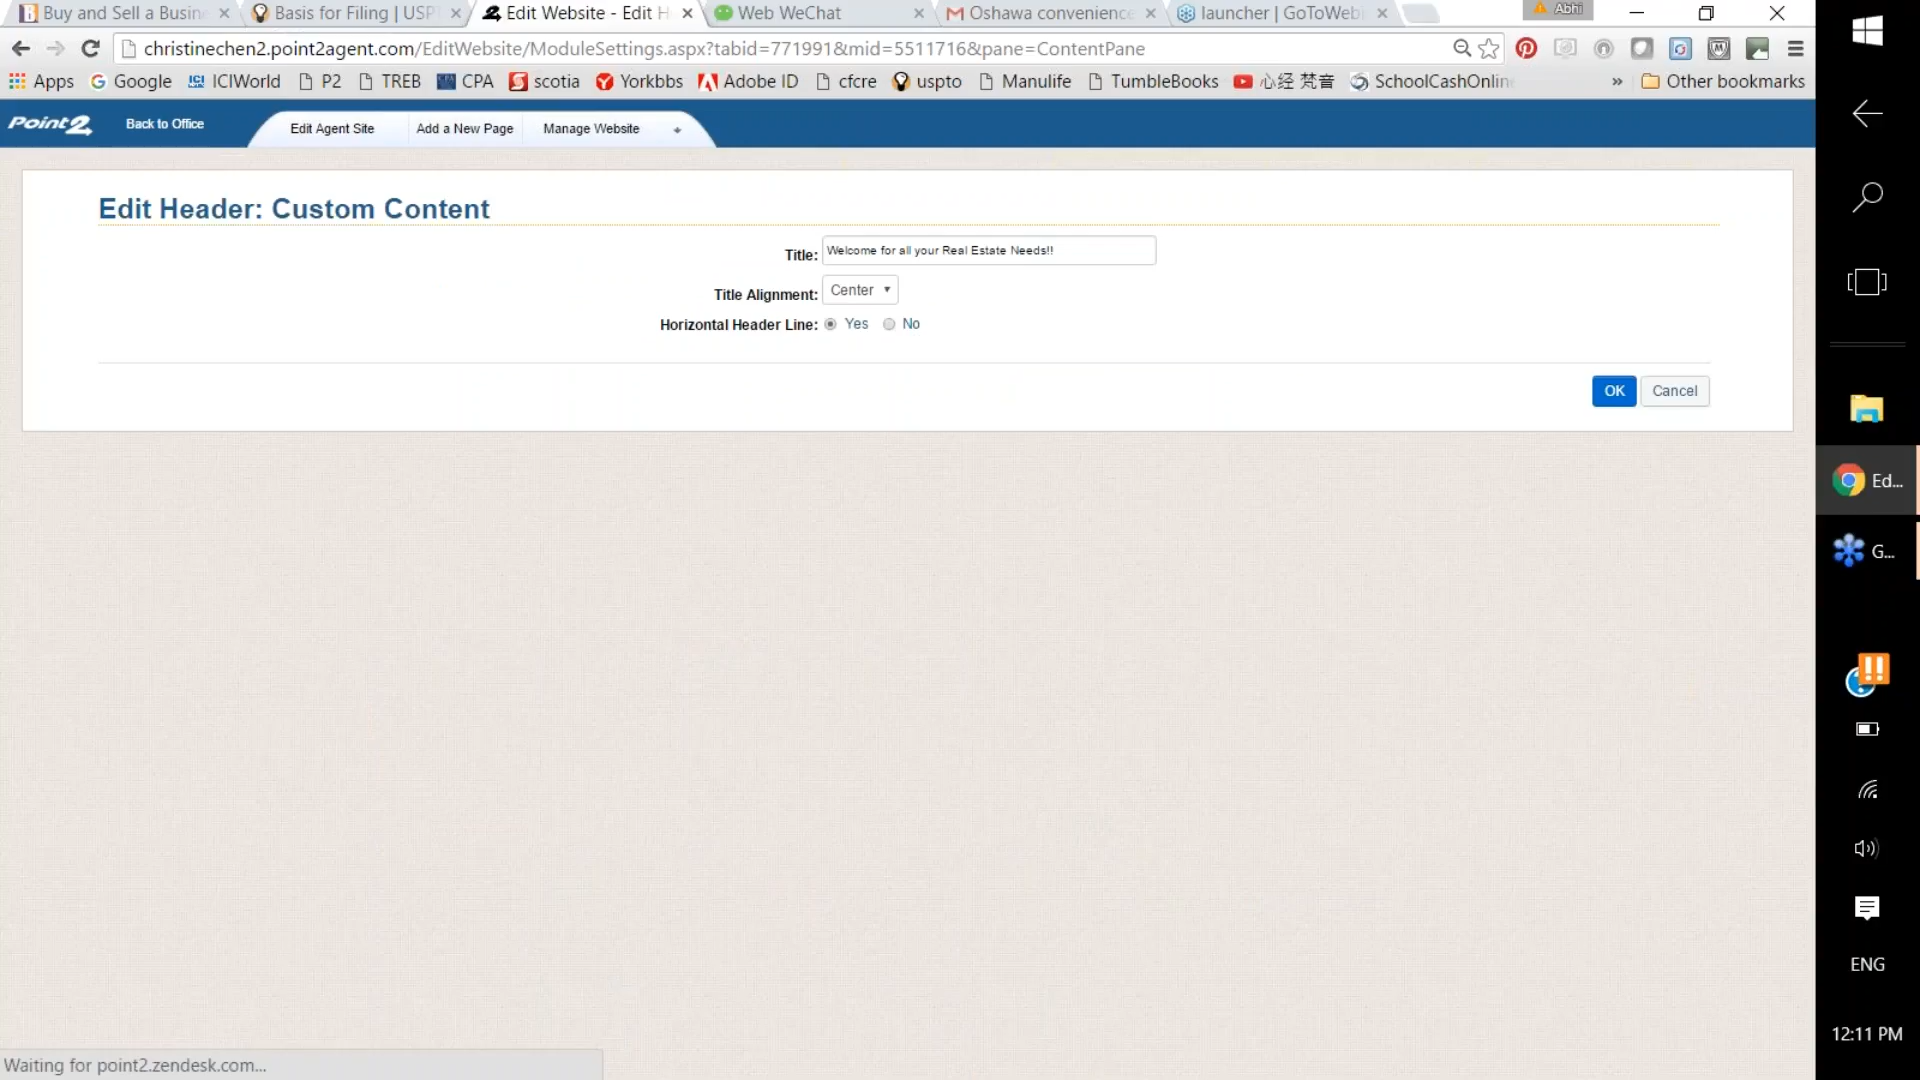 Buy and Sell a Busin
Basis for Filing | USP
Edit Website - Edit H
Web WeChat
Oshawa convenience
launcher | GoToWebi
Abhi
christinechen2.point2agent.com/EditWebsite/ModuleSettings.aspx?tabid=771991&mid=5511716&pane=ContentPane
Apps
Google
ICIWorld
P2
TREB
CPA
scotia
Yorkbbs
Adobe ID
cfcre
uspto
Manulife
TumbleBooks
心经 梵音
SchoolCashOnlin
»
Other bookmarks
Point2
Back to Office
Edit Agent Site
Add a New Page
Manage Website
Edit Header: Custom Content
Title: Welcome for all your Real Estate Needs!!
Title Alignment: Center
Horizontal Header Line: Yes No
OK
Cancel
Ed...
G...
ENG
12:11 PM
Waiting for point2.zendesk.com...